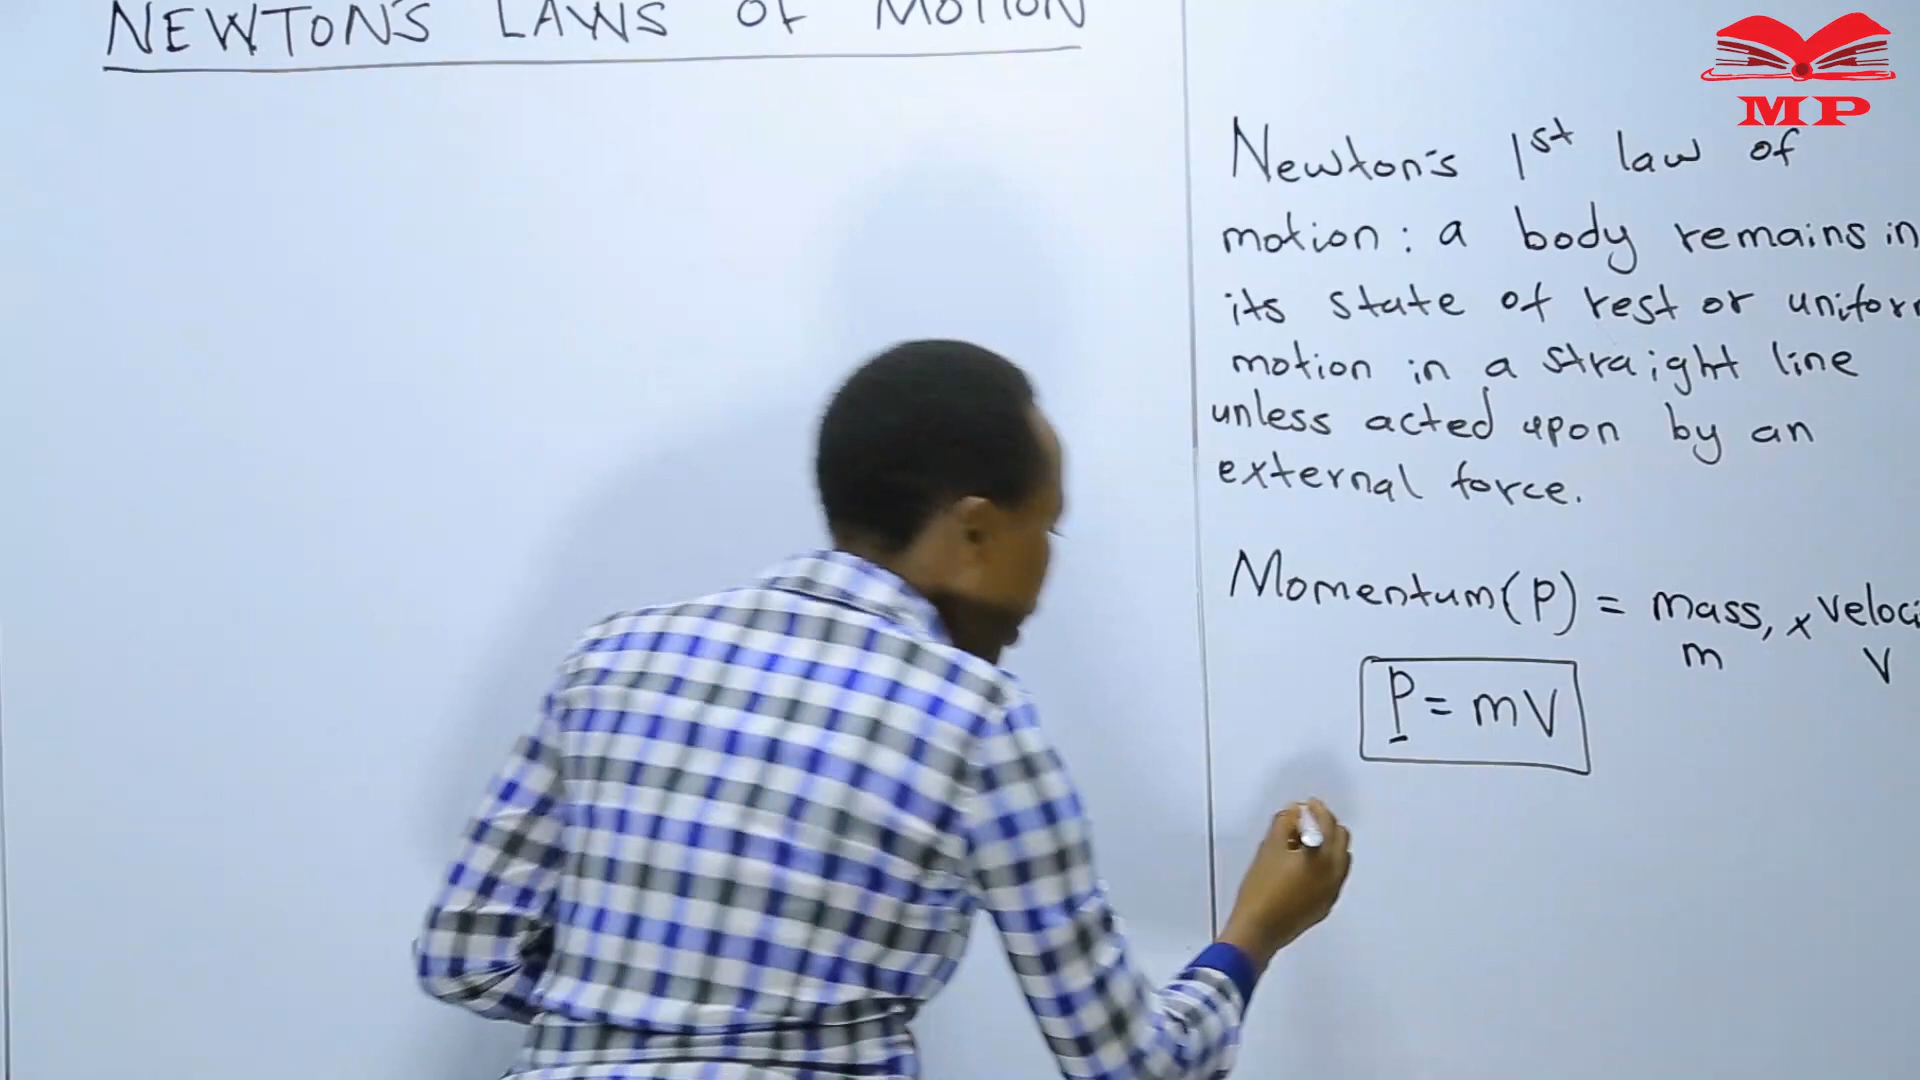 NEWTON'S LAWS OF MOTION
MP
Newton's 1st law of
motion: a body remains in
its state of rest or uniform
motion in a straight line
unless acted upon by an
external force.
Momentum (P) = mass, x veloci
m V
P = mV